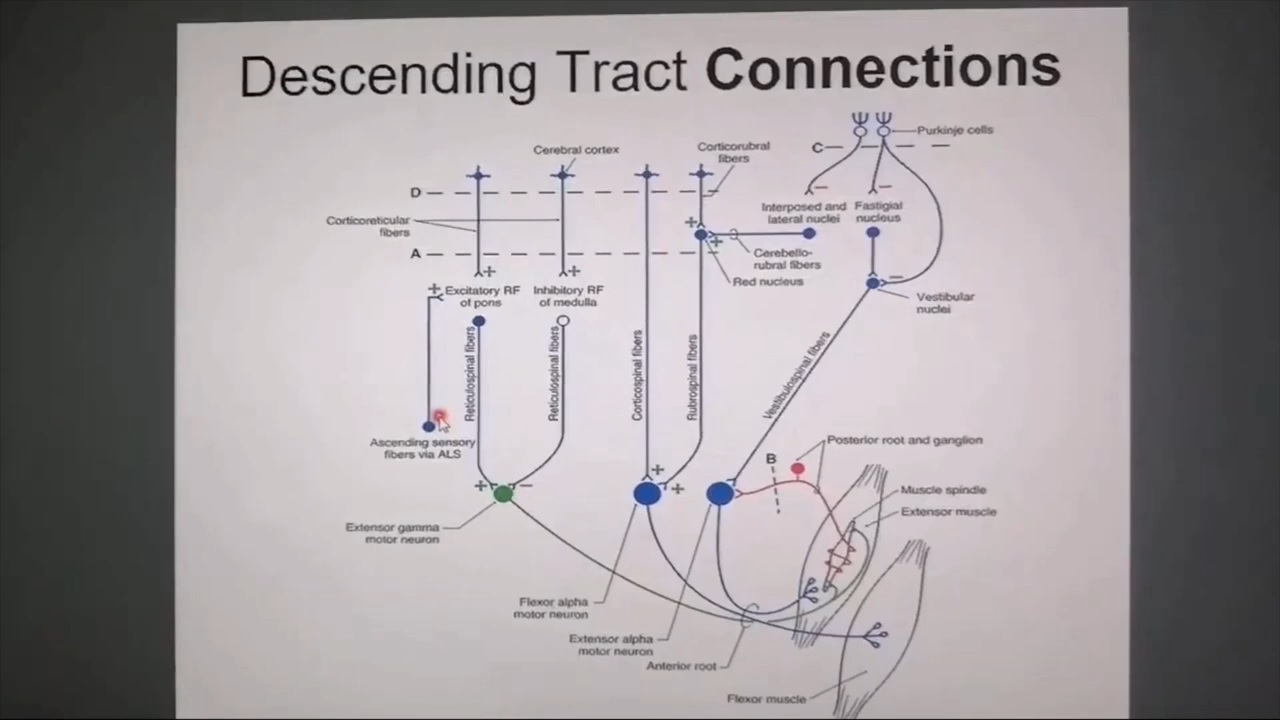 Descending Tract Connections
Purkinje cells
Cerebral cortex
Corticorubral
fibers
C
D
Interposed and
lateral nuclei
Fastigial
nucleus
Corticoreticular
fibers
+
A
+
Cerebello-
rubral fibers
Red nucleus
+
+
+
Excitatory RF
of pons
Inhibitory RF
of medulla
Vestibular
nuclei
Reticulospinal fibers
Reticulospinal fibers
Corticospinal fibers
Rubrospinal fibers
Vestibulospinal fibers
Ascending sensory
fibers via ALS
Posterior root and ganglion
B
+
+
+
Muscle spindle
Extensor muscle
Extensor gamma
motor neuron
Flexor alpha
motor neuron
Extensor alpha
motor neuron
Anterior root
Flexor muscle